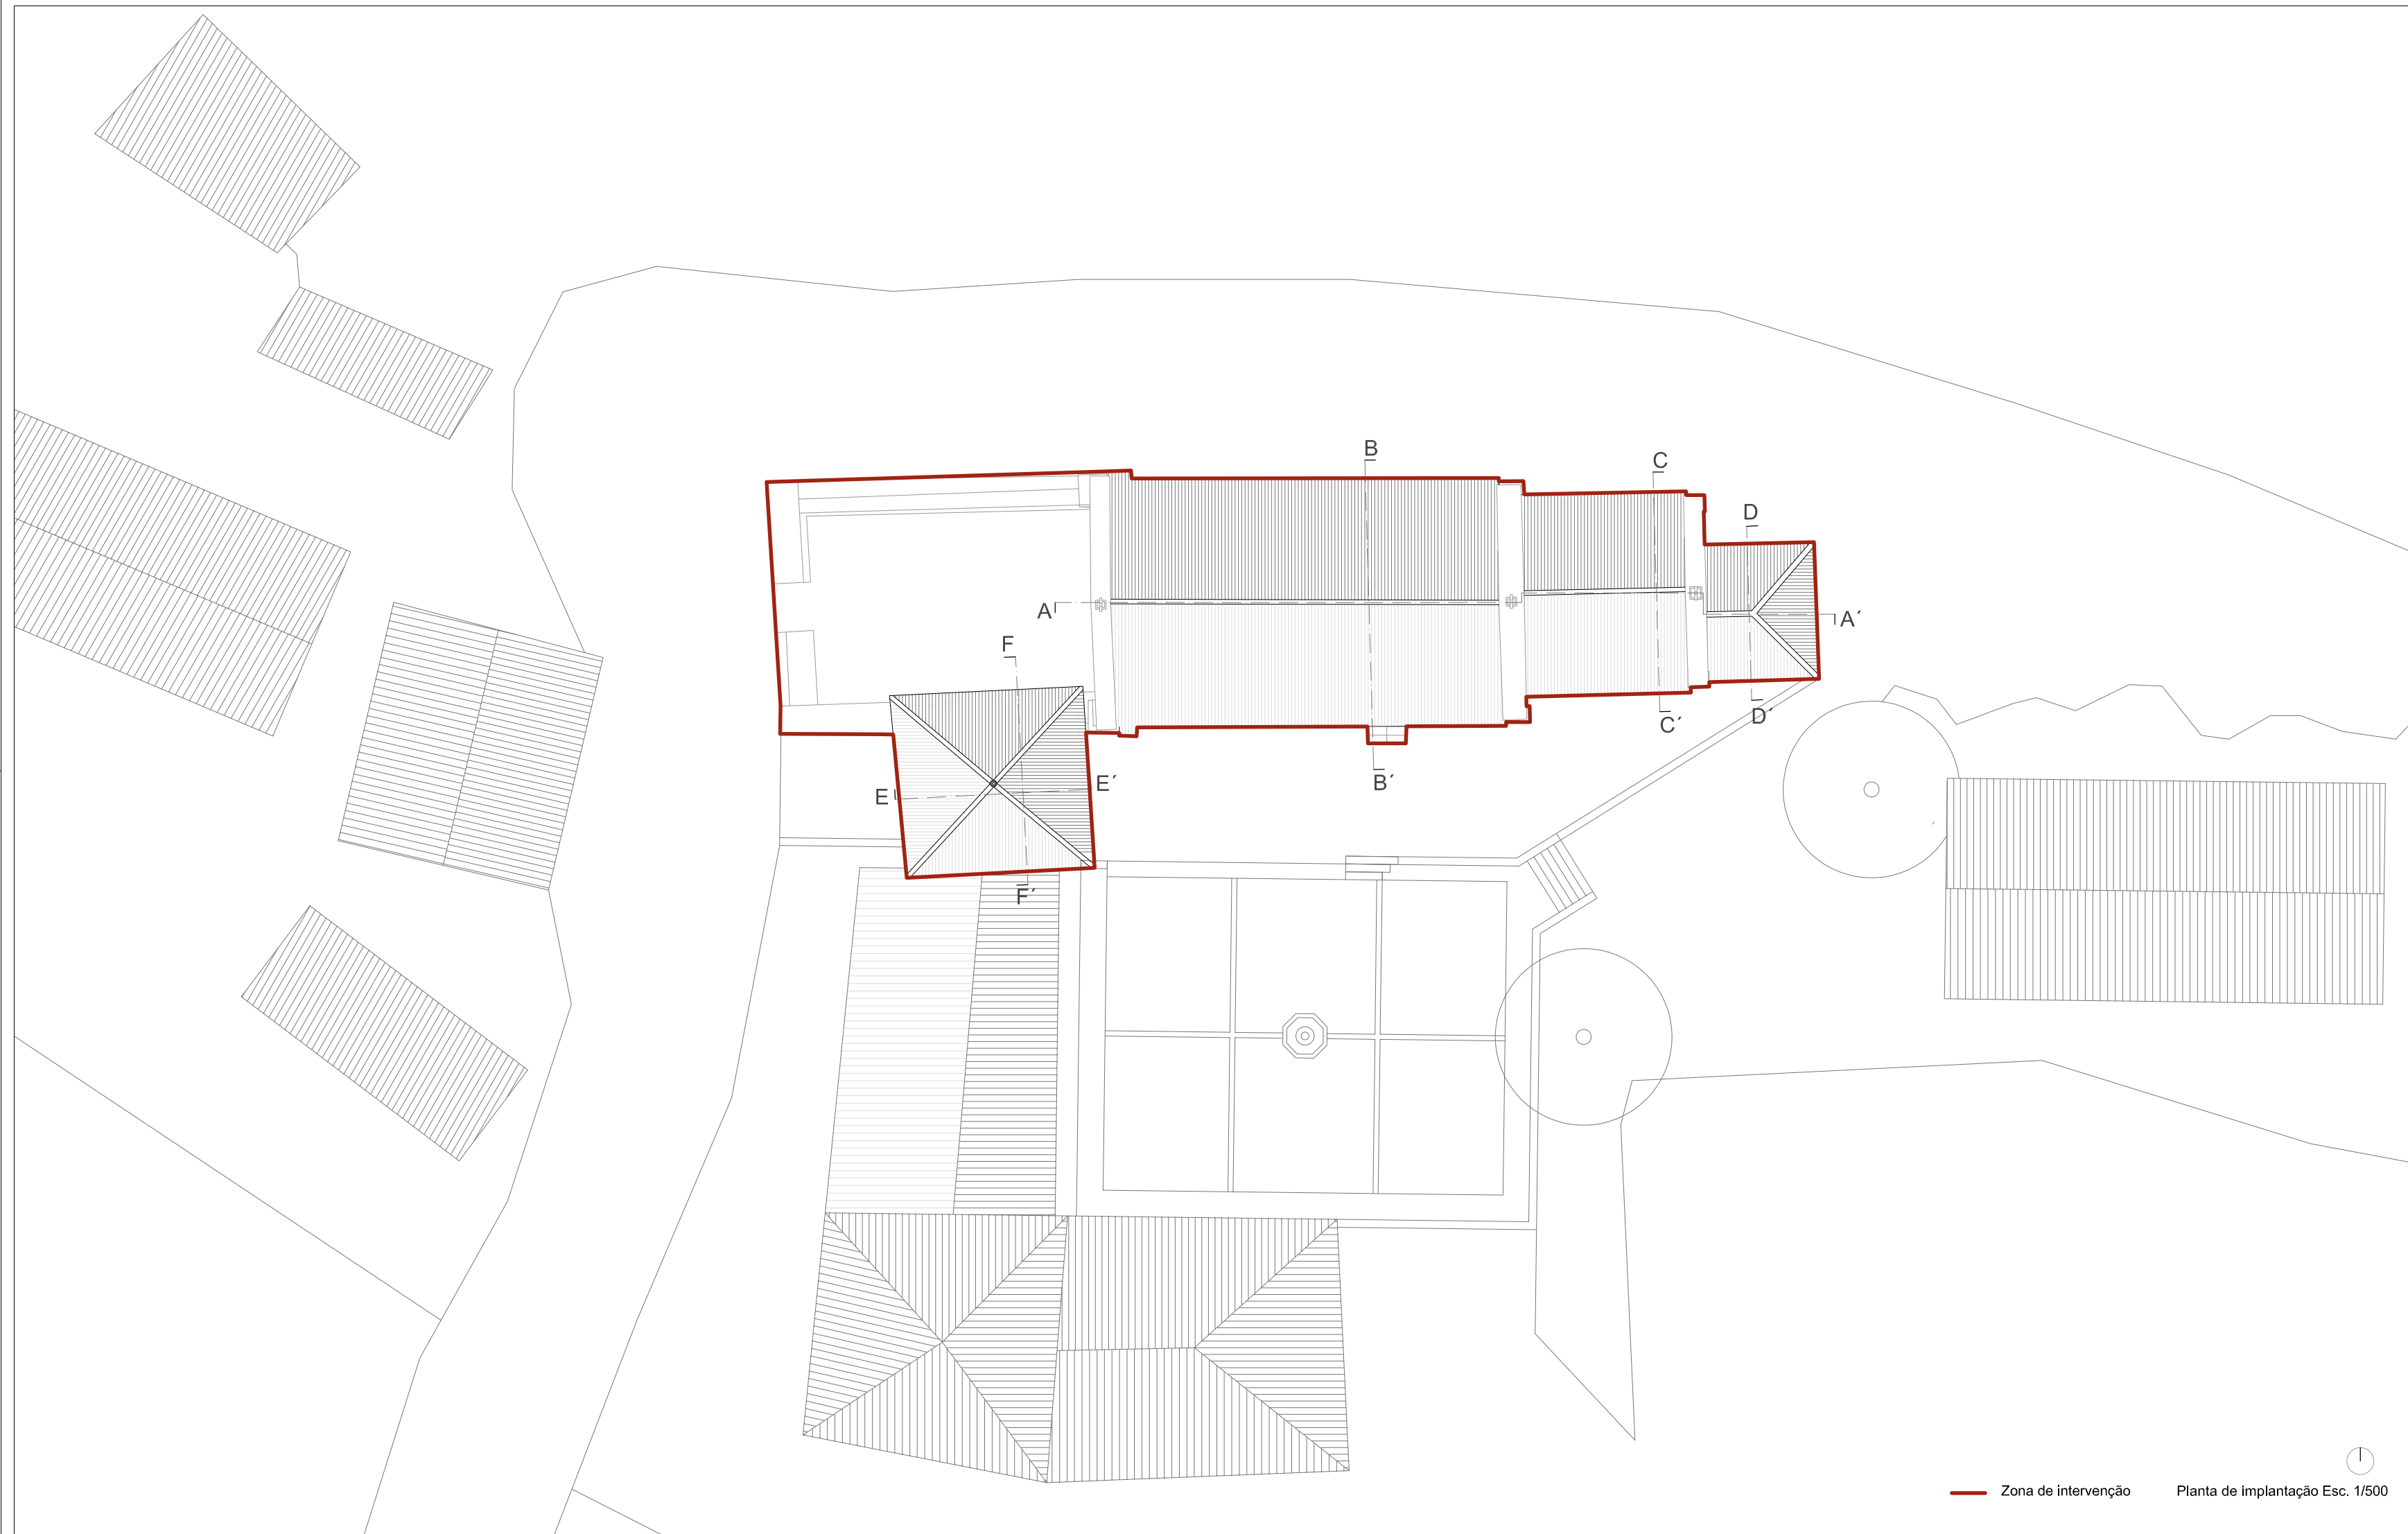 B
C
D
A
A´
F
D´
C´
E´
B´
E
F´
Zona de intervenção
Planta de implantação Esc. 1/500